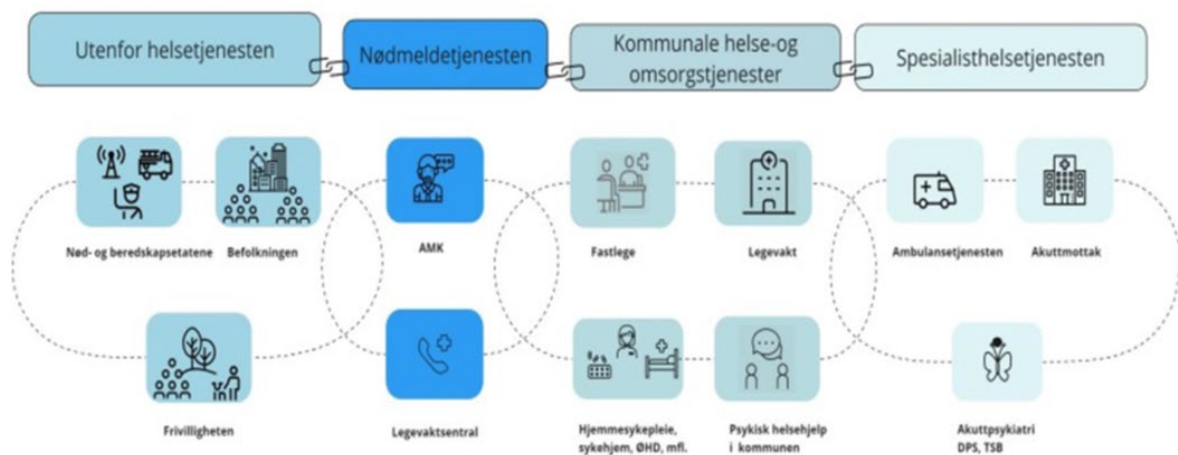 Utenfor helsetjenesten
Nødmeldetjenesten
Kommunale helse-og
omsorgstjenester
Spesialisthelsetjenesten
Nød- og beredskapsetatene
Befolkningen
AMK
Fastlege
Legevakt
Ambulansetjenesten
Akuttmottak
Frivilligheten
Legevaktsentral
Hjemmesykepleie,
sykehjem, ØHD, mfl.
Psykisk helsehjelp
i kommunen
Akuttpsykiatri
DPS, TSB